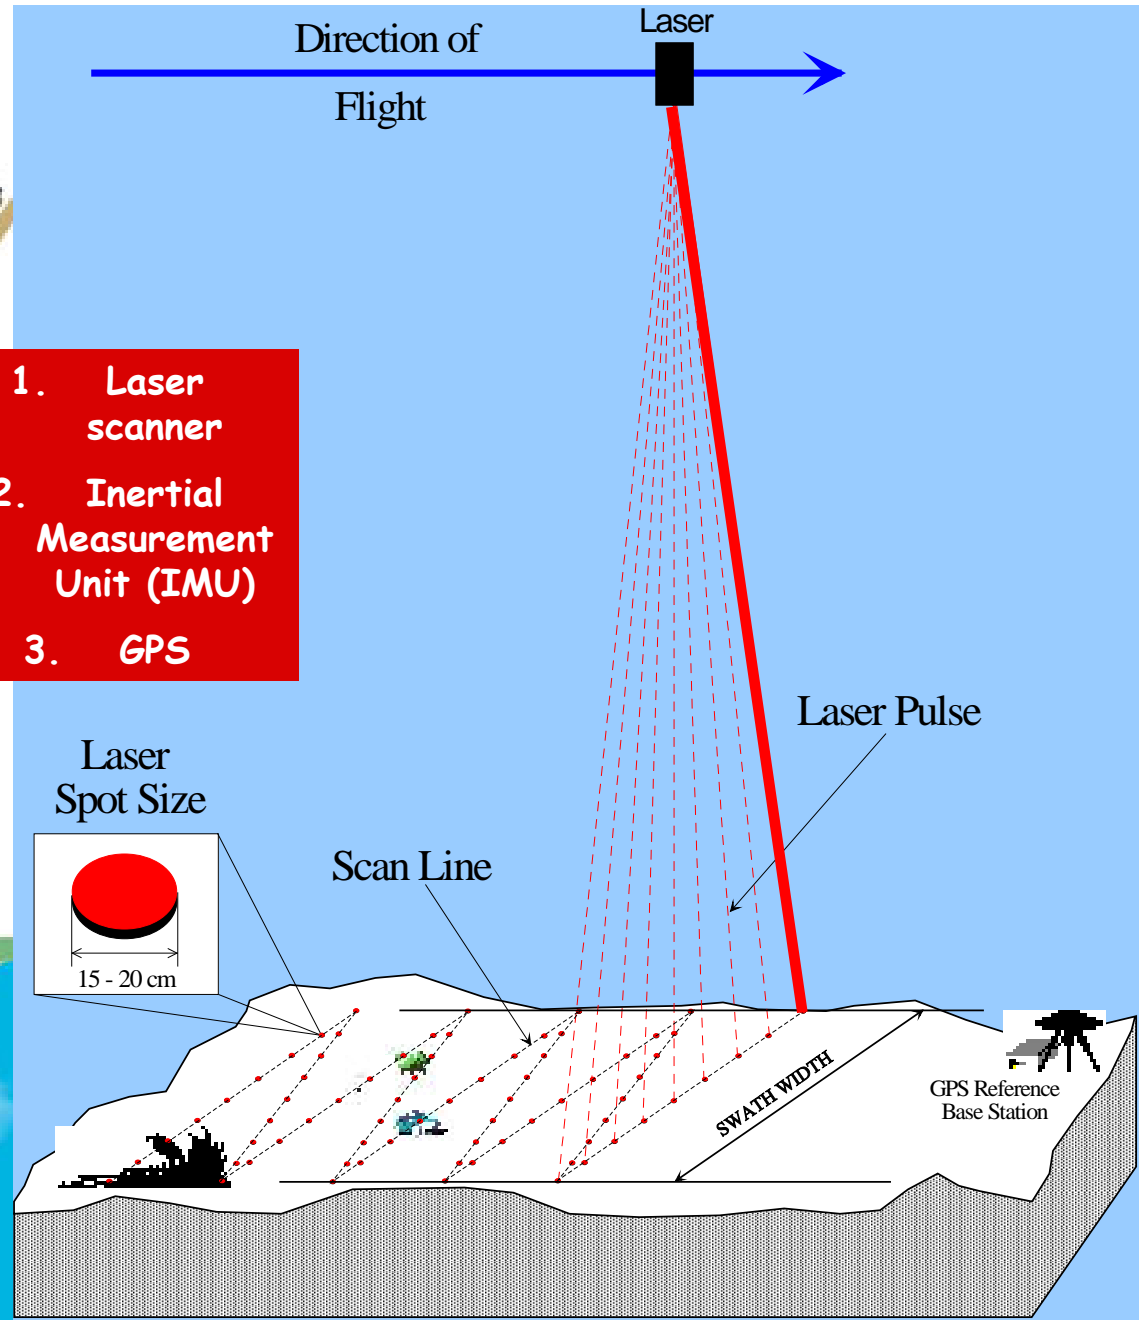 Laser
Direction of
Flight
1. Laser
scanner
2. Inertial
Measurement
Unit (IMU)
3. GPS
Laser Pulse
Laser
Spot Size
Scan Line
15 - 20 cm
SWATH WIDTH
GPS Reference
Base Station